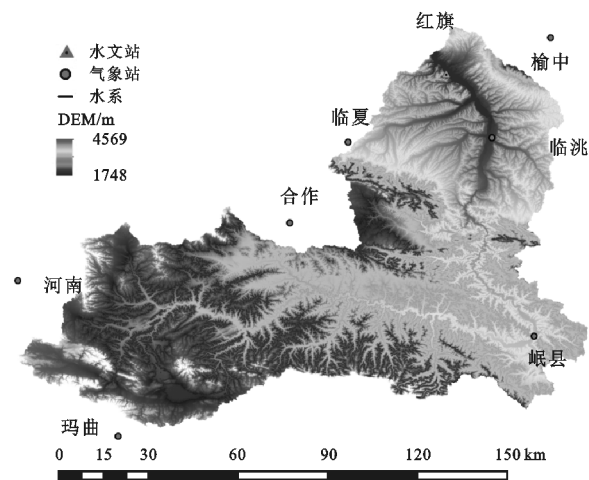 红旗
榆中
水文站
气象站
水系
DEM/m
4569
1748
临夏
临洮
合作
河南
岷县
玛曲
0 15 30 60 90 120 150 km